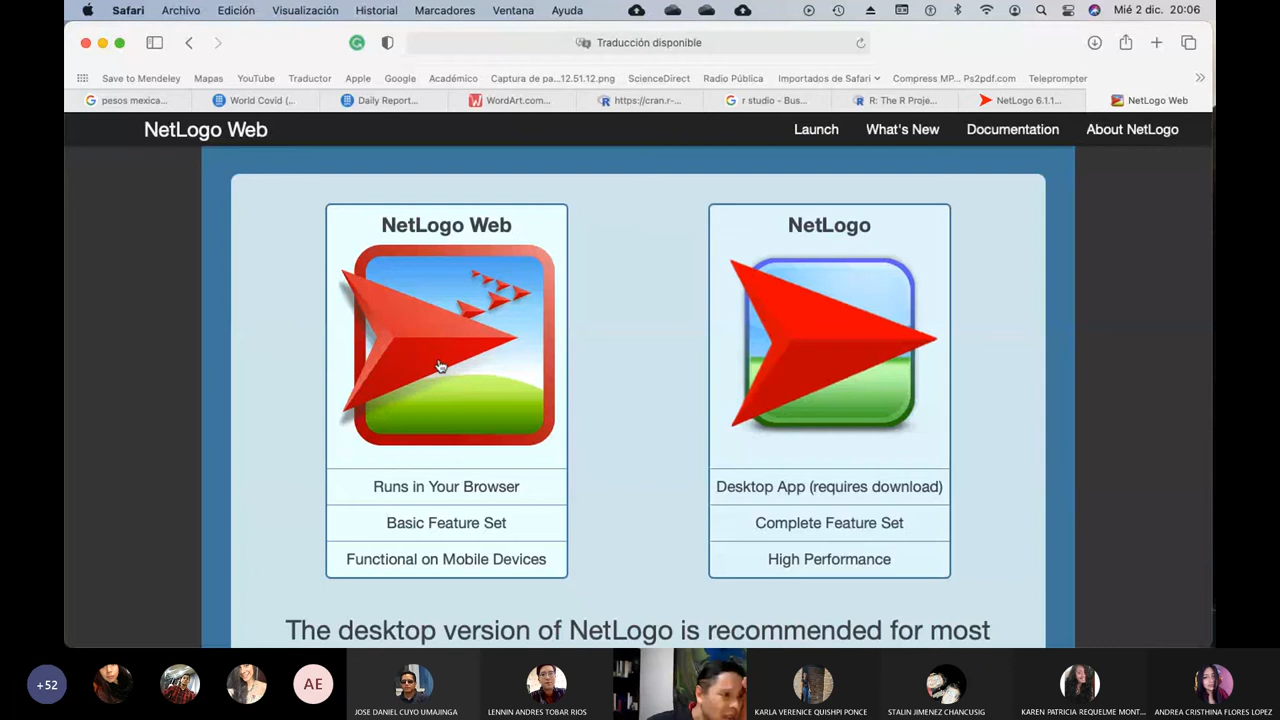 Safari Archivo Edición Visualización Historial Marcadores Ventana Ayuda Mié 2 dic. 20:06
Traducción disponible
Save to Mendeley Mapas YouTube Traductor Apple Google Académico Captura de pa...12.51.12.png ScienceDirect Radio Pública Importados de Safari Compress MP... Ps2pdf.com Teleprompter
pesos mexica... World Covid (... Daily Report... WordArt.com... https://cran.r-... r studio - Bus... R: The R Proje... NetLogo 6.1.1... NetLogo Web
NetLogo Web Launch What's New Documentation About NetLogo
NetLogo Web NetLogo
Runs in Your Browser Desktop App (requires download)
Basic Feature Set Complete Feature Set
Functional on Mobile Devices High Performance
The desktop version of NetLogo is recommended for most
+52 AE
JOSE DANIEL CUYO UMAJINGA LENNIN ANDRES TOBAR RIOS KARLA VERENICE QUISHPI PONCE STALIN JIMENEZ CHANCUSIG KAREN PATRICIA REQUELME MONT... ANDREA CRISTHINA FLORES LOPEZ